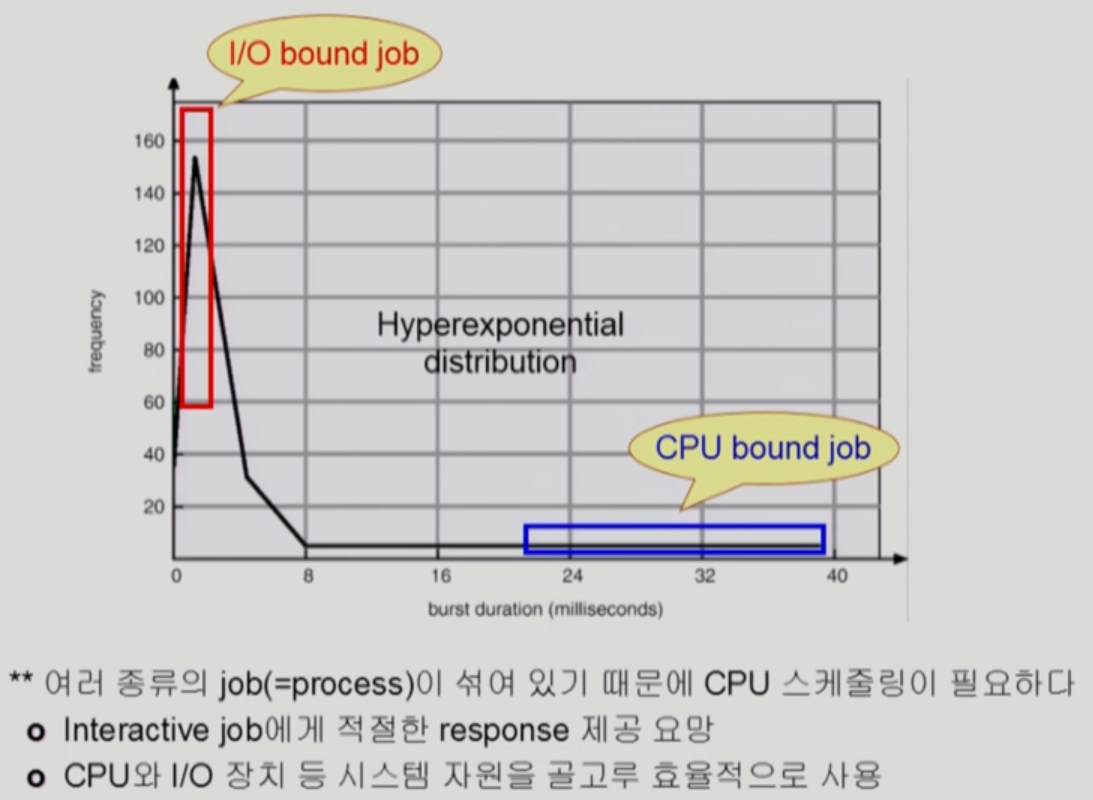 I/O bound job
160
140
120
100
80
60
40
20
frequency
Hyperexponential
distribution
CPU bound job
0 8 16 24 32 40
burst duration (milliseconds)
** 여러 종류의 job(=process)이 섞여 있기 때문에 CPU 스케줄링이 필요하다
o Interactive job에게 적절한 response 제공 요망
o CPU와 I/O 장치 등 시스템 자원을 골고루 효율적으로 사용